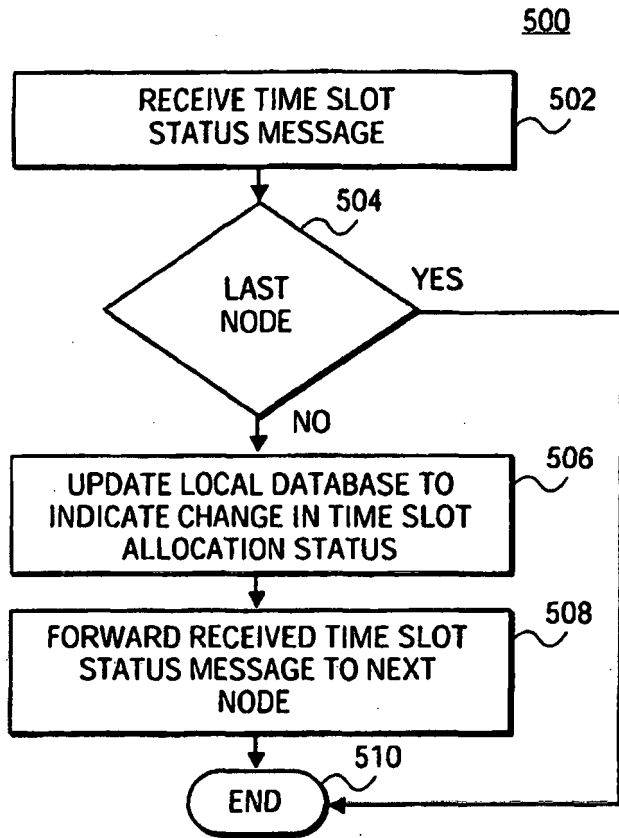 500
RECEIVE TIME SLOT
STATUS MESSAGE
502
504
LAST
NODE
YES
NO
506
UPDATE LOCAL DATABASE TO
INDICATE CHANGE IN TIME SLOT
ALLOCATION STATUS
508
FORWARD RECEIVED TIME SLOT
STATUS MESSAGE TO NEXT
NODE
510
END